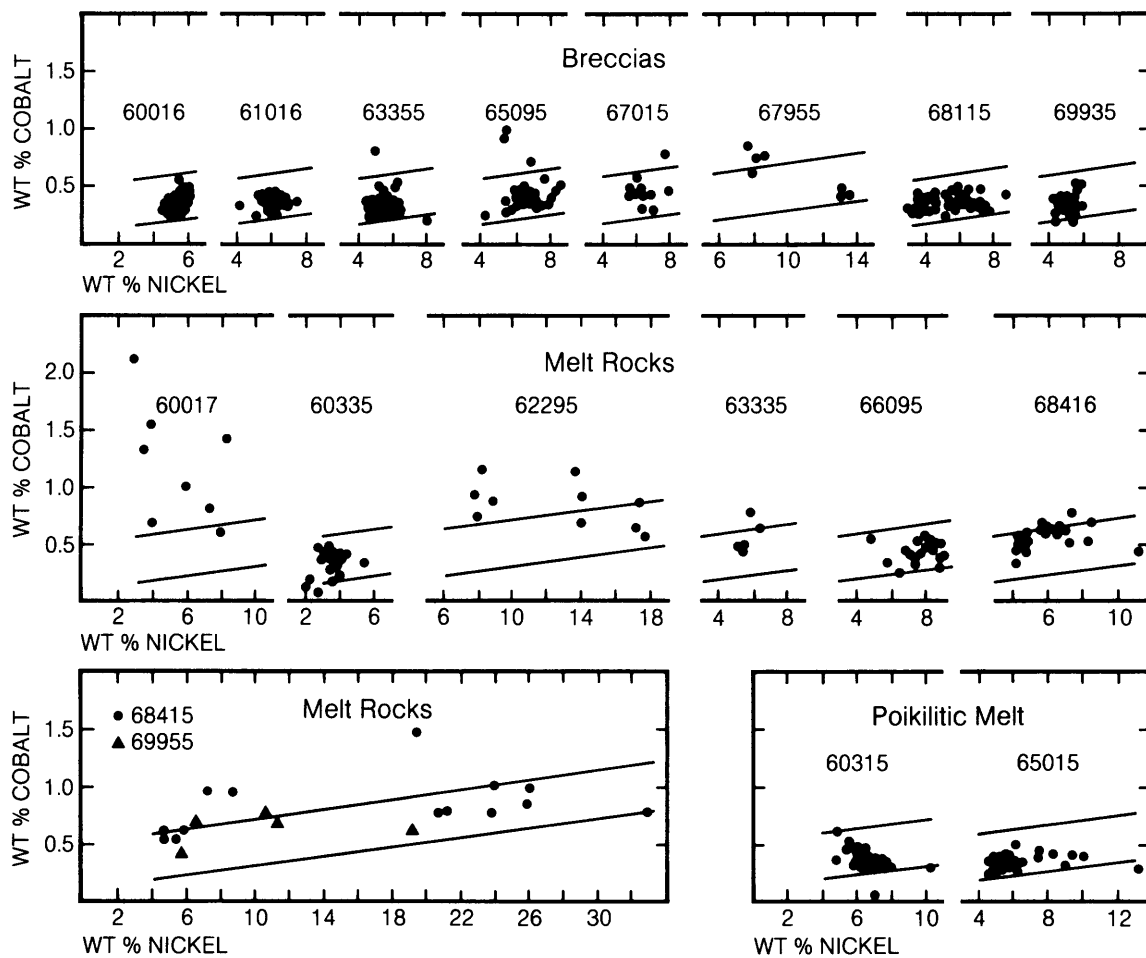 Breccias
WT % COBALT
1.5
1.0
0.5
60016 61016 63355 65095 67015 67955 68115 69935
2 6 4 8 4 8 4 8 4 8 6 10 14 4 8 4 8
WT % NICKEL
Melt Rocks
WT % COBALT
2.0
1.5
1.0
0.5
60017 60335 62295 63335 66095 68416
2 6 10 2 6 6 10 14 18 4 8 4 8 4 8
WT % NICKEL
Melt Rocks
WT % COBALT
1.5
1.0
0.5
68415
69955
2 6 10 14 18 22 26 30
WT % NICKEL
Poikilitic Melt
60315 65015
2 6 10 4 8 12
WT % NICKEL